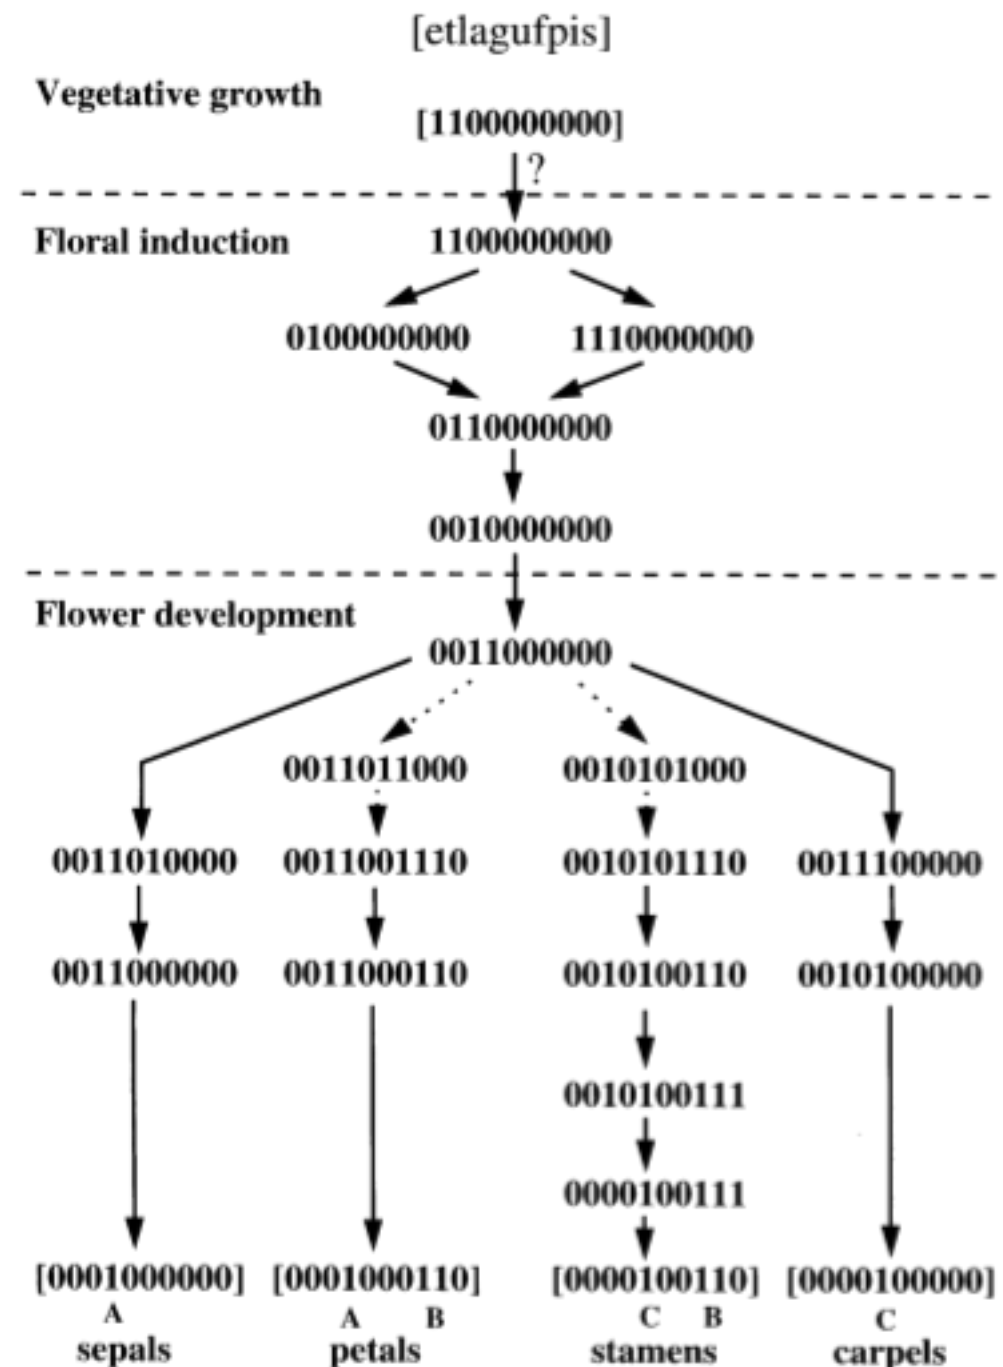 [etlagufpis]
Vegetative growth
[1100000000]
?
Floral induction 1100000000
0100000000 1110000000
0110000000
0010000000
Flower development
0011000000
0011011000 0010101000
0011010000 0011001110 0010101110 0011100000
0011000000 0011000110 0010100110 0010100000
0010100111
0000100111
[0001000000] [0001000110] [0000100110] [0000100000]
A A B C B C
sepals petals stamens carpels